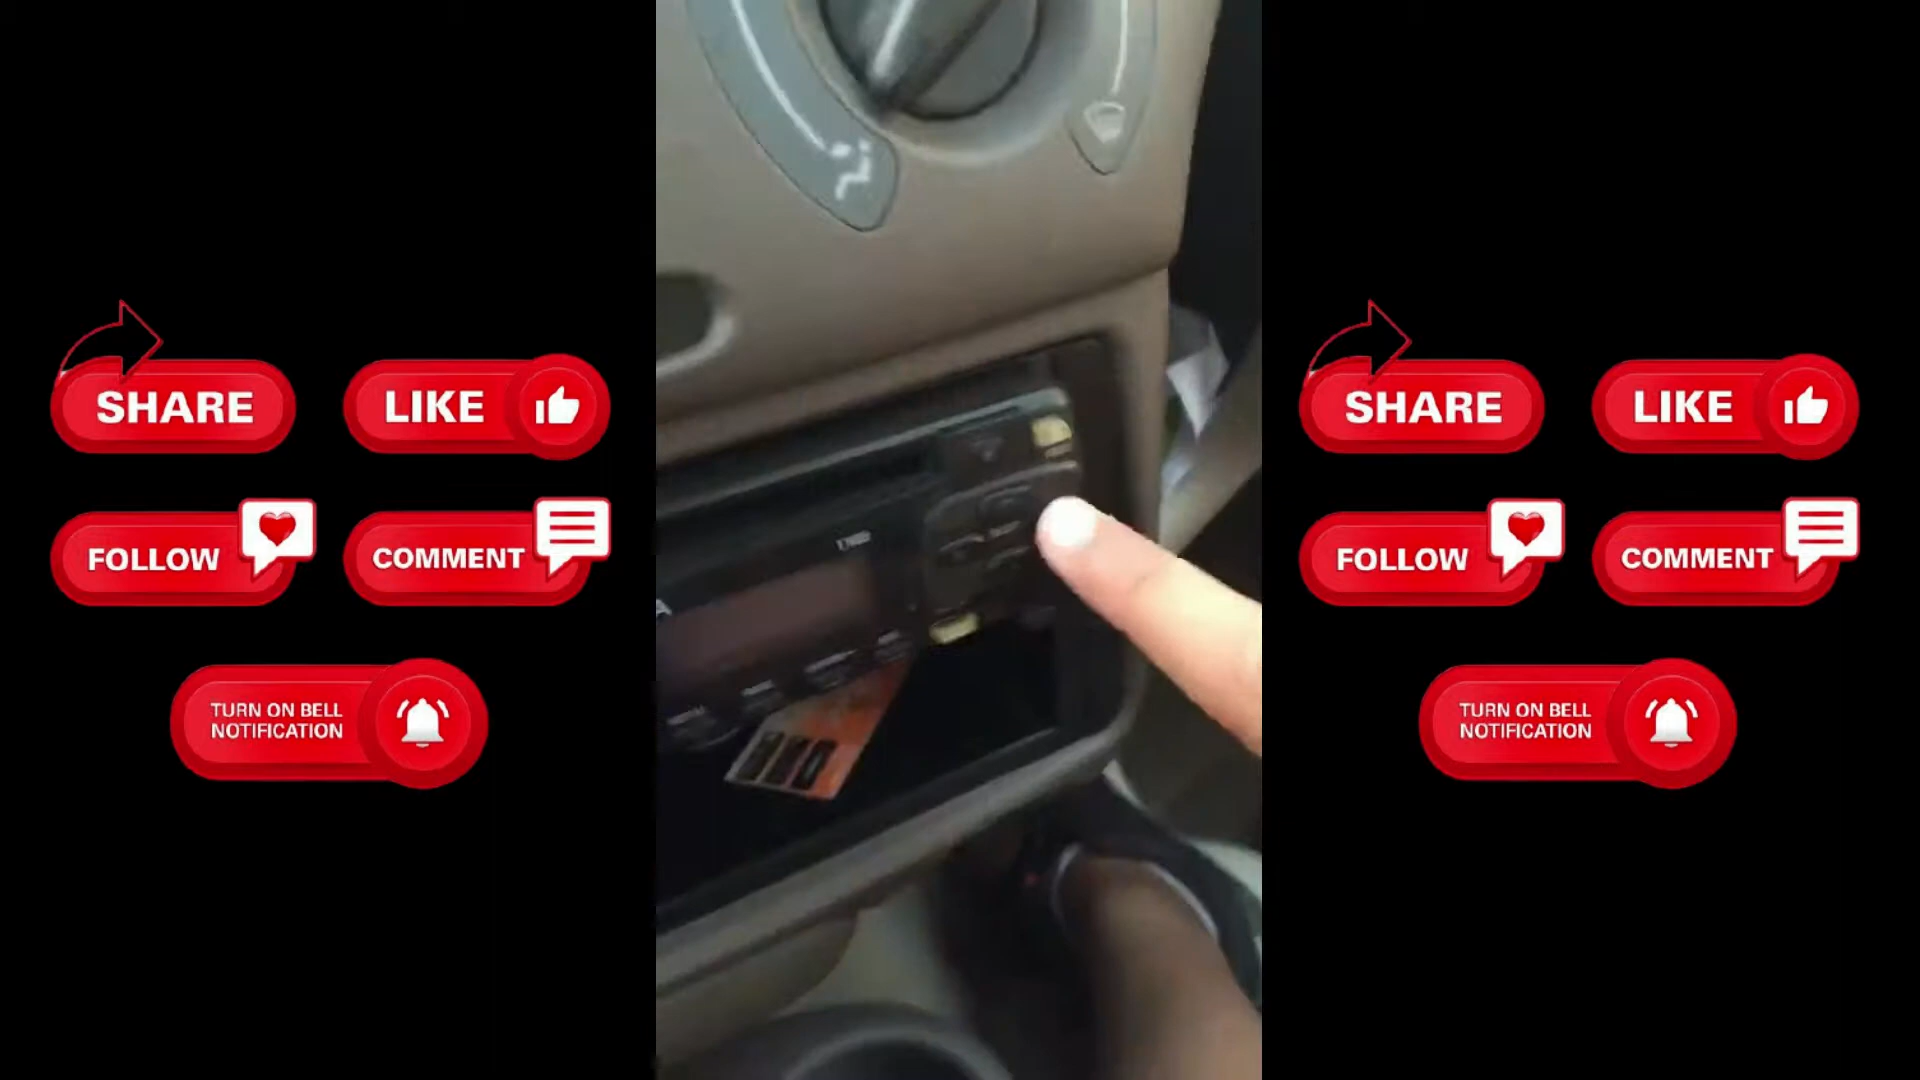 SHARE
LIKE
FOLLOW
COMMENT
TURN ON BELL
NOTIFICATION
SHARE
LIKE
FOLLOW
COMMENT
TURN ON BELL
NOTIFICATION